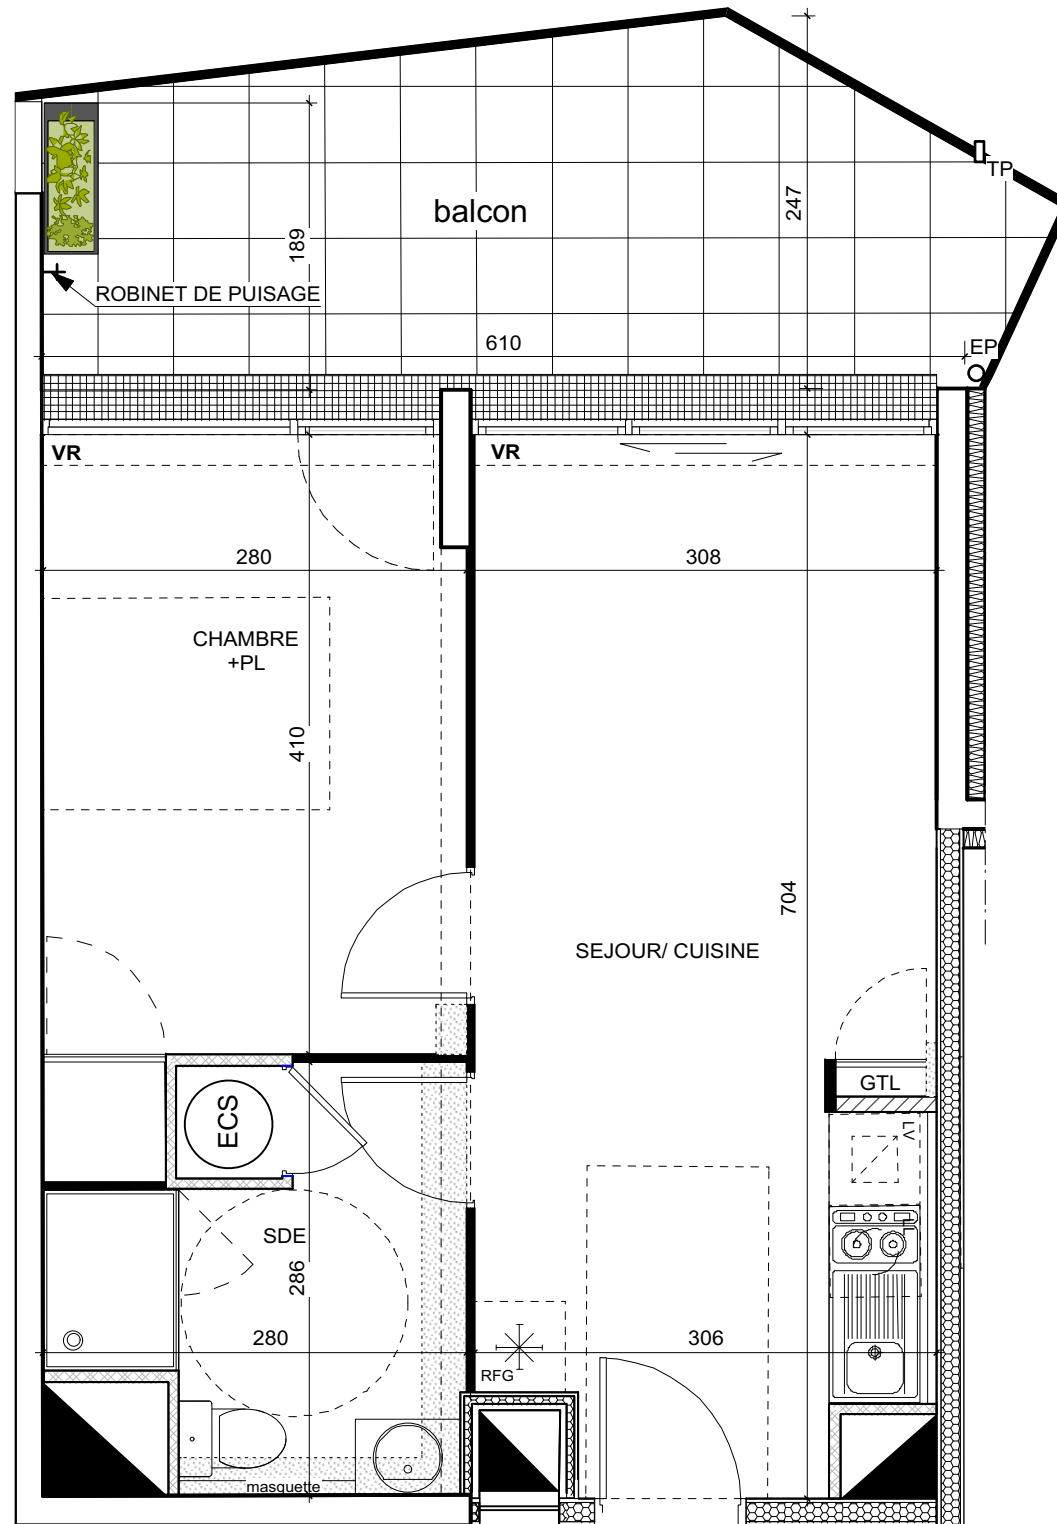 TP
247
balcon
189
ROBINET DE PUISAGE
610
EP
VR
VR
280
308
CHAMBRE
+PL
410
704
SEJOUR/ CUISINE
GTL
ECS
LV
SDE
LL
286
280
306
RFG
masquette